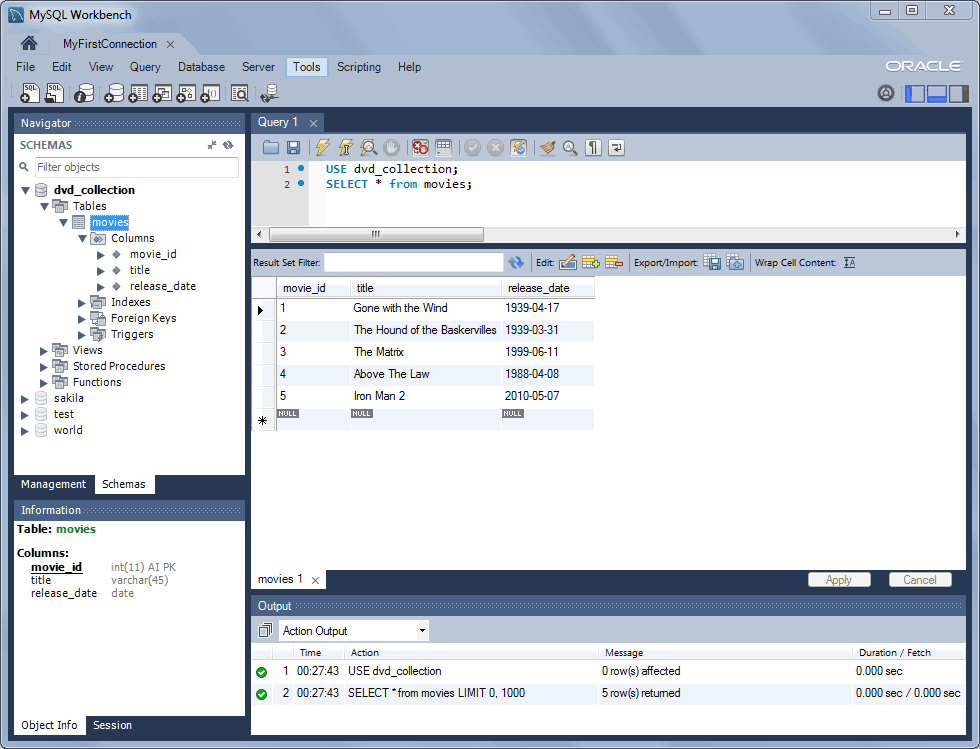 MySQL Workbench
MyFirstConnection
File Edit View Query Database Server Tools Scripting Help
ORACLE
SQL SQL
Navigator
SCHEMAS
Filter objects
dvd_collection
Tables
movies
Columns
movie_id
title
release_date
Indexes
Foreign Keys
Triggers
Views
Stored Procedures
Functions
sakila
test
world
Management Schemas
Information
Table: movies
Columns:
movie_id int(11) AI PK
title varchar(45)
release_date date
Object Info Session
Query 1
1 USE dvd_collection;
2 SELECT * from movies;
Result Set Filter: Edit: Export/Import: Wrap Cell Content:
movie_id title release_date
1 Gone with the Wind 1939-04-17
2 The Hound of the Baskervilles 1939-03-31
3 The Matrix 1999-06-11
4 Above The Law 1988-04-08
5 Iron Man 2 2010-05-07
NULL NULL NULL
movies 1 Apply Cancel
Output
Action Output
Time Action Message Duration / Fetch
1 00:27:43 USE dvd_collection 0 row(s) affected 0.000 sec
2 00:27:43 SELECT * from movies LIMIT 0, 1000 5 row(s) returned 0.000 sec / 0.000 sec